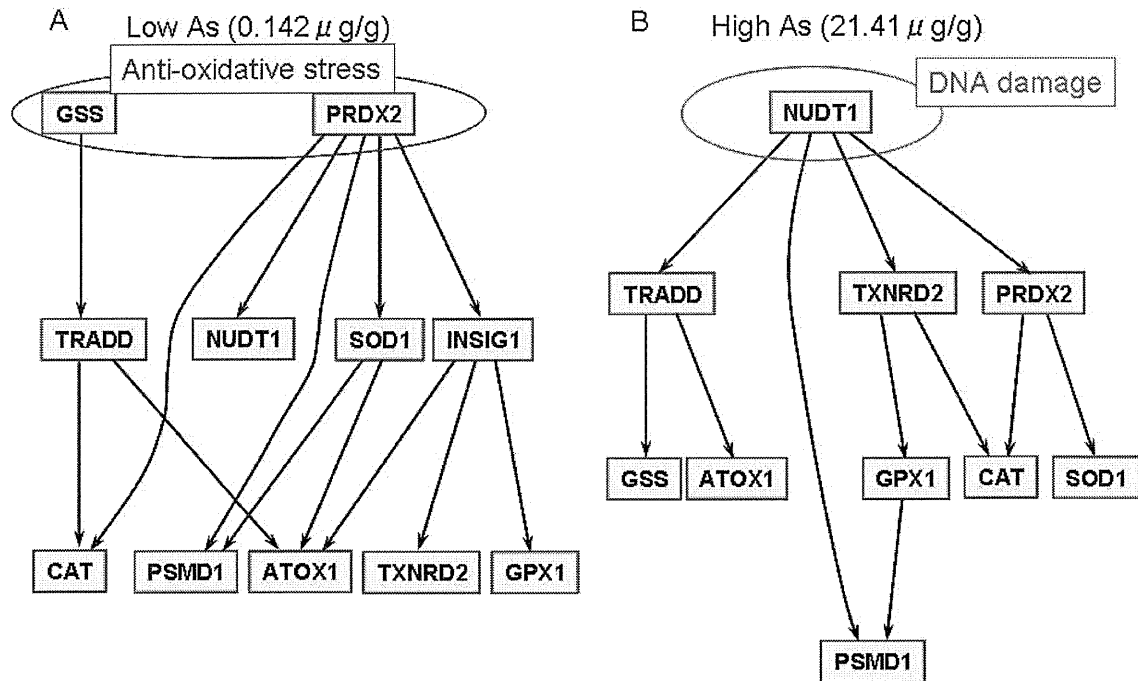 A
Low As (0.142 μ g/g)
Anti-oxidative stress
GSS
PRDX2
TRADD
NUDT1
SOD1
INSIG1
CAT
PSMD1
ATOX1
TXNRD2
GPX1
B
High As (21.41 μ g/g)
DNA damage
NUDT1
TRADD
TXNRD2
PRDX2
GSS
ATOX1
GPX1
CAT
SOD1
PSMD1